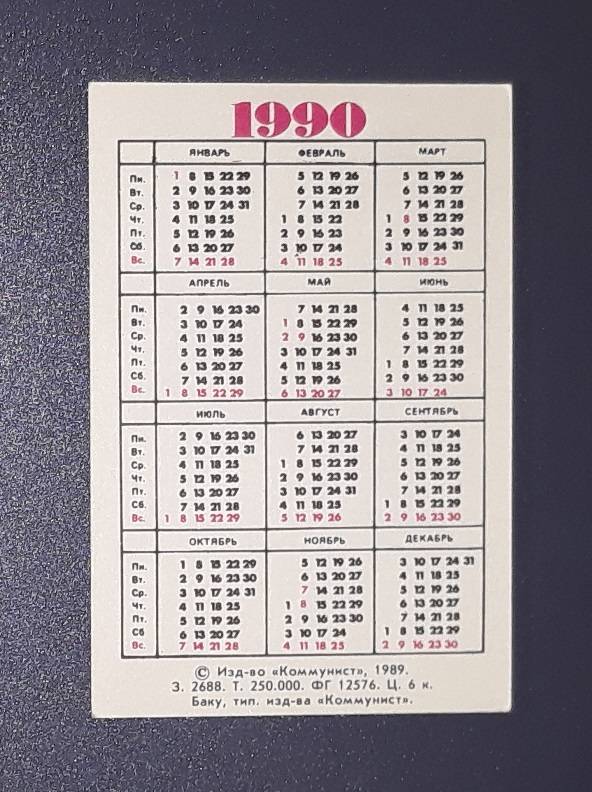 1990
ЯНВАРЬ ФЕВРАЛЬ МАРТ
Пн. 1 8 15 22 29 5 12 19 26 5 12 19 26
Вт. 2 9 16 23 30 6 13 20 27 6 13 20 27
Ср. 3 10 17 24 31 7 14 21 28 7 14 21 28
Чт. 4 11 18 25 1 8 15 22 1 8 15 22 29
Пт. 5 12 19 26 2 9 16 23 2 9 16 23 30
Сб. 6 13 20 27 3 10 17 24 3 10 17 24 31
Вс. 7 14 21 28 4 11 18 25 4 11 18 25
АПРЕЛЬ МАЙ ИЮНЬ
Пн. 2 9 16 23 30 7 14 21 28 4 11 18 25
Вт. 3 10 17 24 1 8 15 22 29 5 12 19 26
Ср. 4 11 18 25 2 9 16 23 30 6 13 20 27
Чт. 5 12 19 26 3 10 17 24 31 7 14 21 28
Пт. 6 13 20 27 4 11 18 25 1 8 15 22 29
Сб. 7 14 21 28 5 12 19 26 2 9 16 23 30
Вс. 1 8 15 22 29 6 13 20 27 3 10 17 24
ИЮЛЬ АВГУСТ СЕНТЯБРЬ
Пн. 2 9 16 23 30 6 13 20 27 3 10 17 24
Вт. 3 10 17 24 31 7 14 21 28 4 11 18 25
Ср. 4 11 18 25 1 8 15 22 29 5 12 19 26
Чт. 5 12 19 26 2 9 16 23 30 6 13 20 27
Пт. 6 13 20 27 3 10 17 24 31 7 14 21 28
Сб. 7 14 21 28 4 11 18 25 1 8 15 22 29
Вс. 1 8 15 22 29 5 12 19 26 2 9 16 23 30
ОКТЯБРЬ НОЯБРЬ ДЕКАБРЬ
Пн. 1 8 15 22 29 5 12 19 26 3 10 17 24 31
Вт. 2 9 16 23 30 6 13 20 27 4 11 18 25
Ср. 3 10 17 24 31 7 14 21 28 5 12 19 26
Чт. 4 11 18 25 1 8 15 22 29 6 13 20 27
Пт. 5 12 19 26 2 9 16 23 30 7 14 21 28
Сб 6 13 20 27 3 10 17 24 1 8 15 22 29
Вс. 7 14 21 28 4 11 18 25 2 9 16 23 30
© Изд-во «Коммунист», 1989.
З. 2688. Т. 250.000. ФГ 12576. Ц. 6 к.
Баку, тип. изд-ва «Коммунист».